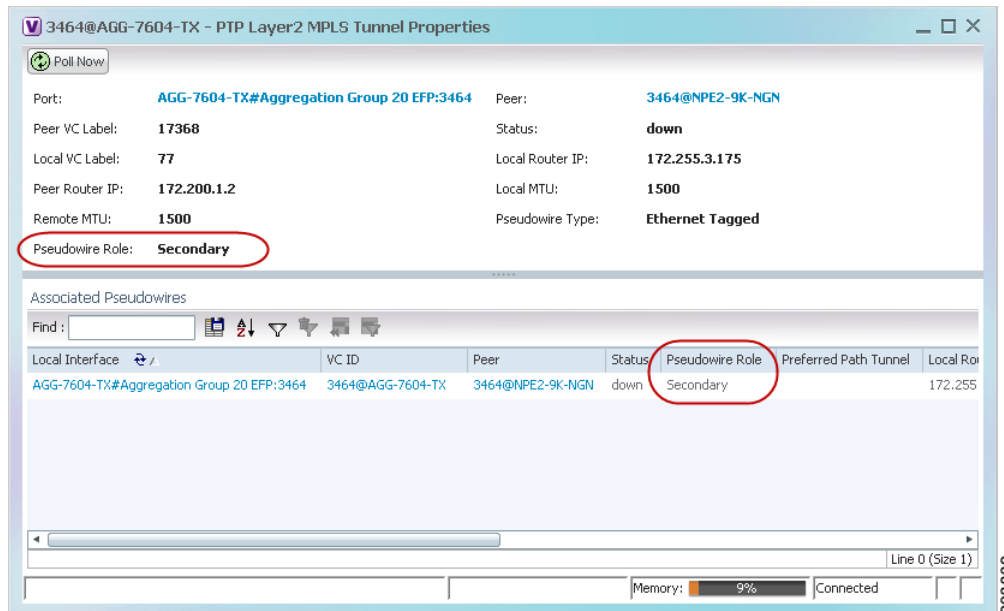 3464@AGG-7604-TX - PTP Layer2 MPLS Tunnel Properties
Poll Now
Port: AGG-7604-TX#Aggregation Group 20 EFP:3464 Peer: 3464@NPE2-9K-NGN
Peer VC Label: 17368 Status: down
Local VC Label: 77 Local Router IP: 172.255.3.175
Peer Router IP: 172.200.1.2 Local MTU: 1500
Remote MTU: 1500 Pseudowire Type: Ethernet Tagged
Pseudowire Role: Secondary
Associated Pseudowires
Find :
Local Interface VC ID Peer Status Pseudowire Role Preferred Path Tunnel Local Rou
AGG-7604-TX#Aggregation Group 20 EFP:3464 3464@AGG-7604-TX 3464@NPE2-9K-NGN down Secondary 172.255
Line 0 (Size 1)
Memory: 9% Connected